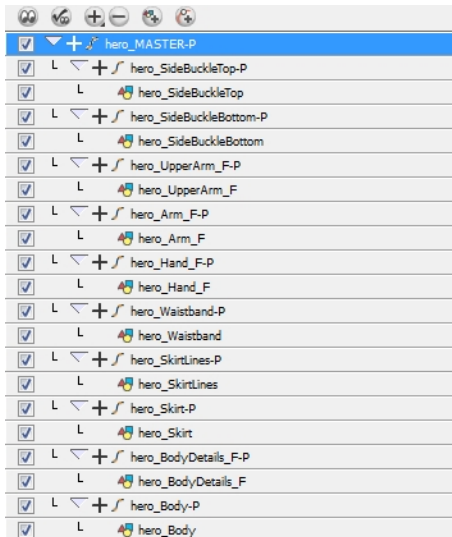 hero_MASTER-P
hero_SideBuckleTop-P
hero_SideBuckleTop
hero_SideBuckleBottom-P
hero_SideBuckleBottom
hero_UpperArm_F-P
hero_UpperArm_F
hero_Arm_F-P
hero_Arm_F
hero_Hand_F-P
hero_Hand_F
hero_Waistband-P
hero_Waistband
hero_SkirtLines-P
hero_SkirtLines
hero_Skirt-P
hero_Skirt
hero_BodyDetails_F-P
hero_BodyDetails_F
hero_Body-P
hero_Body